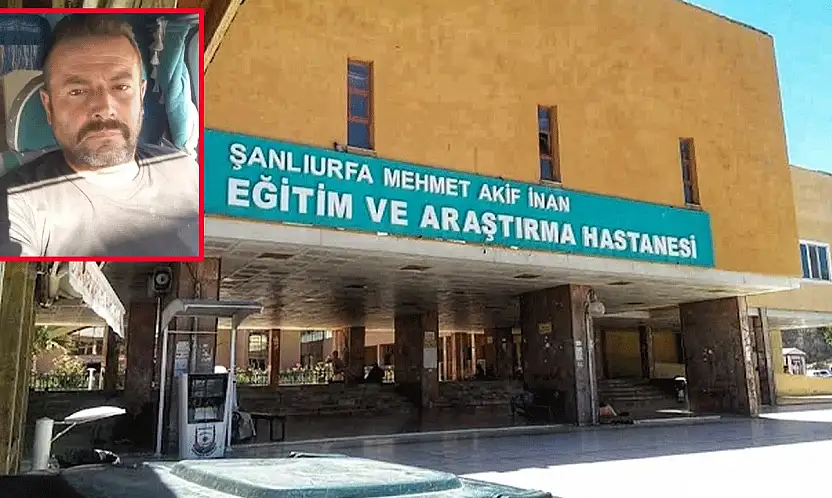 ŞANLIURFA MEHMET AKİF İNAN
EĞİTİM VE ARAŞTIRMA HASTANESİ